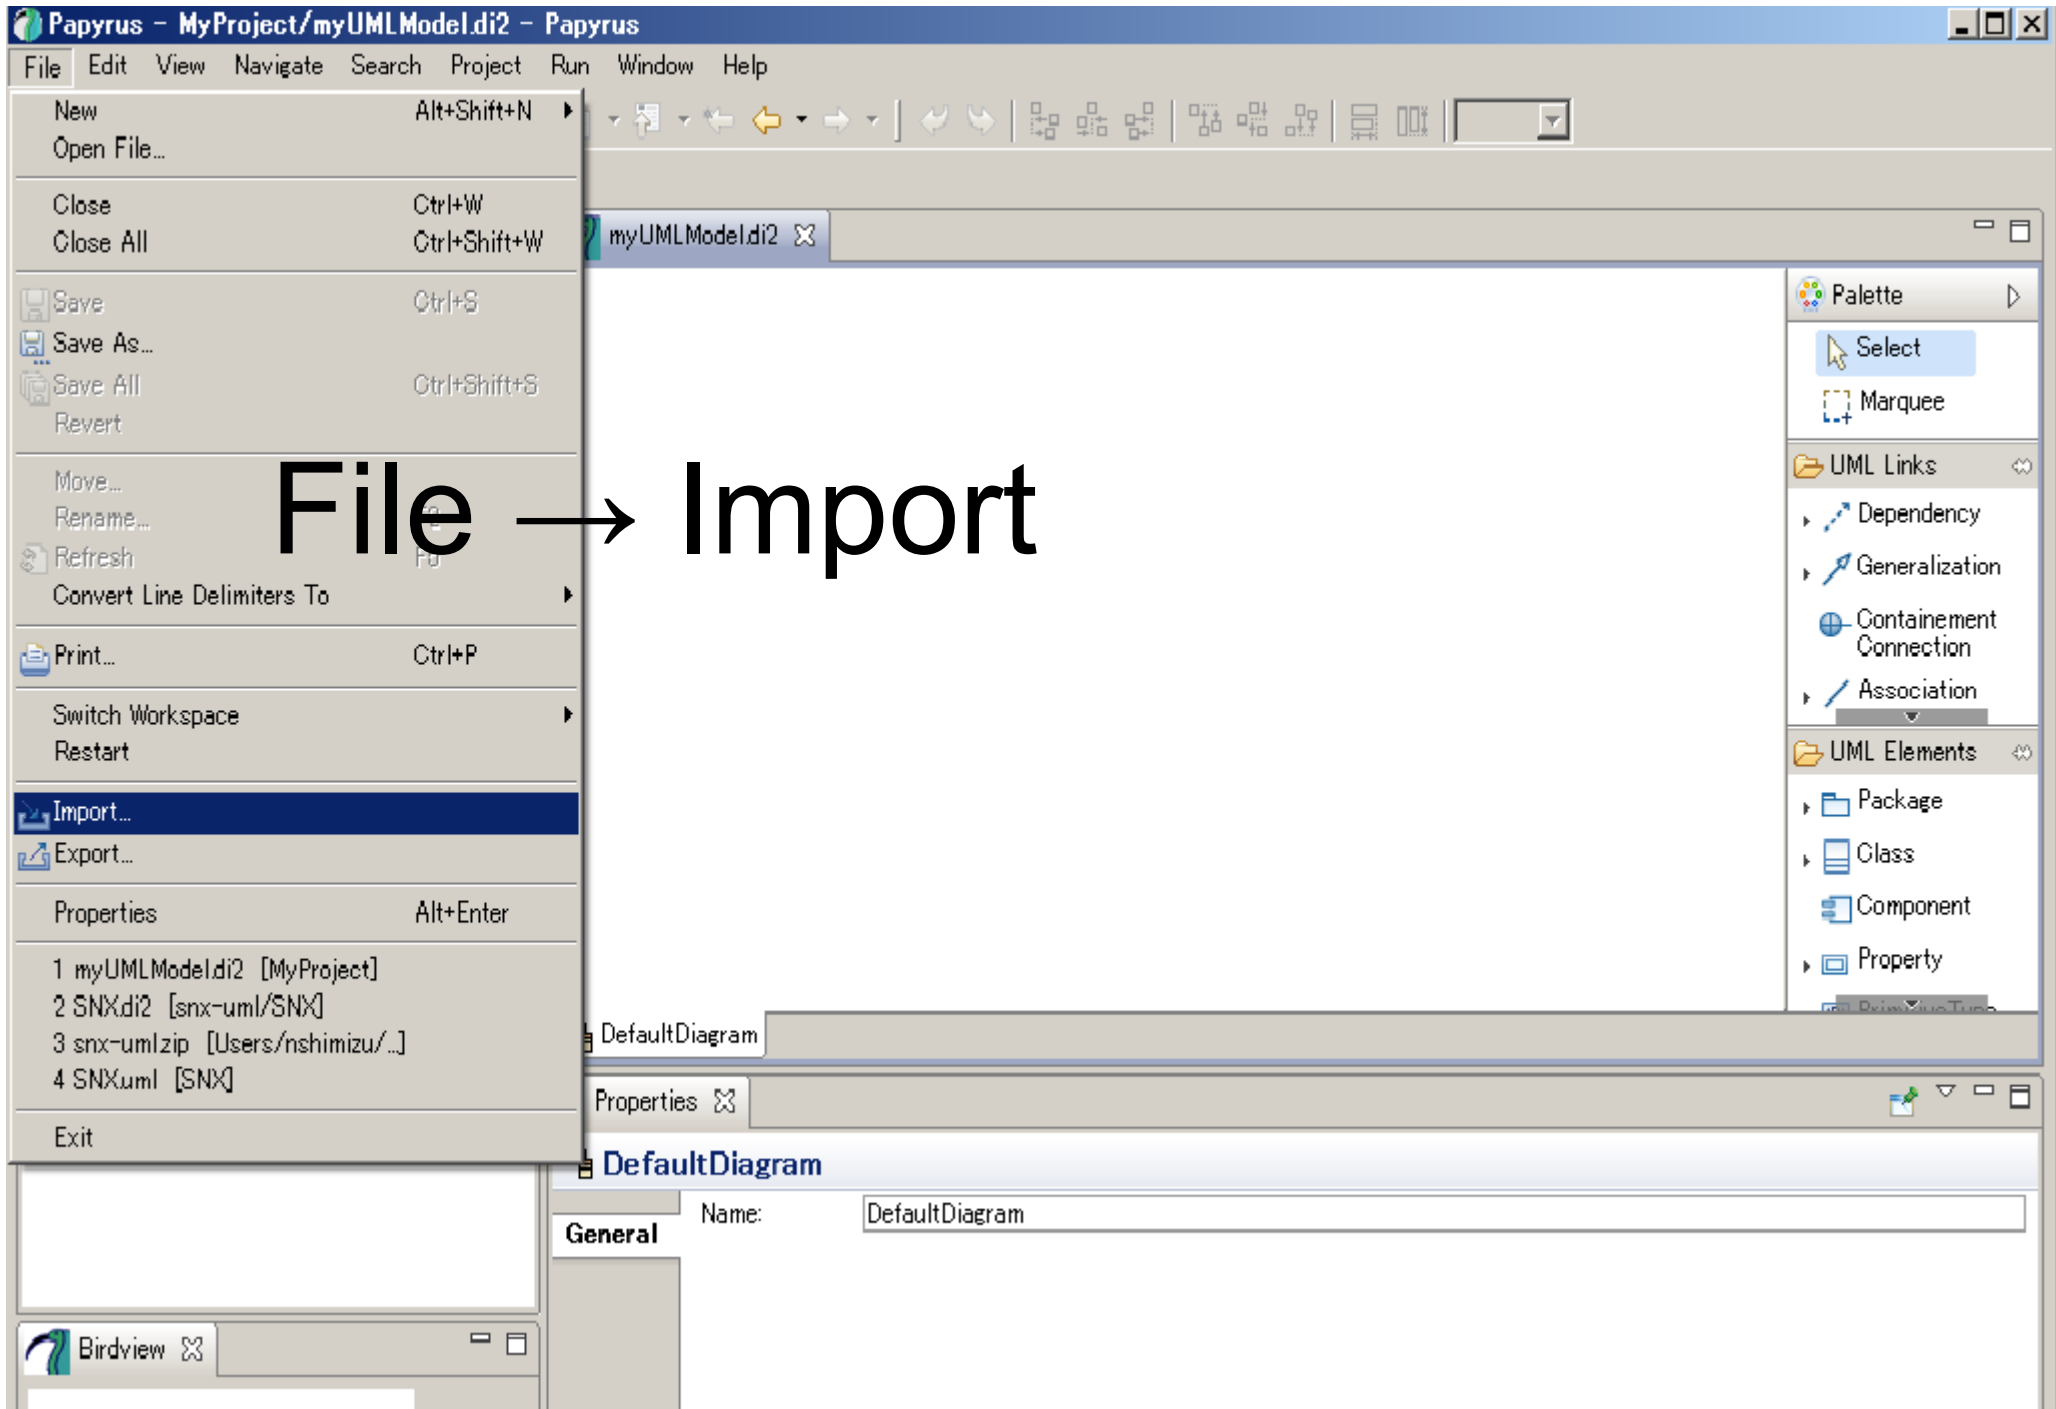 Papyrus - MyProject/myUMLModel.di2 - Papyrus
File Edit View Navigate Search Project Run Window Help
New Alt+Shift+N
Open File...
Close Ctrl+W
Close All Ctrl+Shift+W
myUMLModel.di2
Save Ctrl+S
Save As...
Save All Ctrl+Shift+S
Revert
Move...
Rename...
Refresh
File → Import
Convert Line Delimiters To
Print... Ctrl+P
Switch Workspace
Restart
Import...
Export...
Properties Alt+Enter
1 myUMLModel.di2 [MyProject]
2 SNX.di2 [snx-uml/SNX]
3 snx-uml.zip [Users/nshimizu/...]
4 SNX.uml [SNX]
Exit
Palette
Select
Marquee
UML Links
Dependency
Generalization
Containement
Connection
Association
UML Elements
Package
Class
Component
Property
DefaultDiagram
Properties
DefaultDiagram
General
Name: DefaultDiagram
Birdview